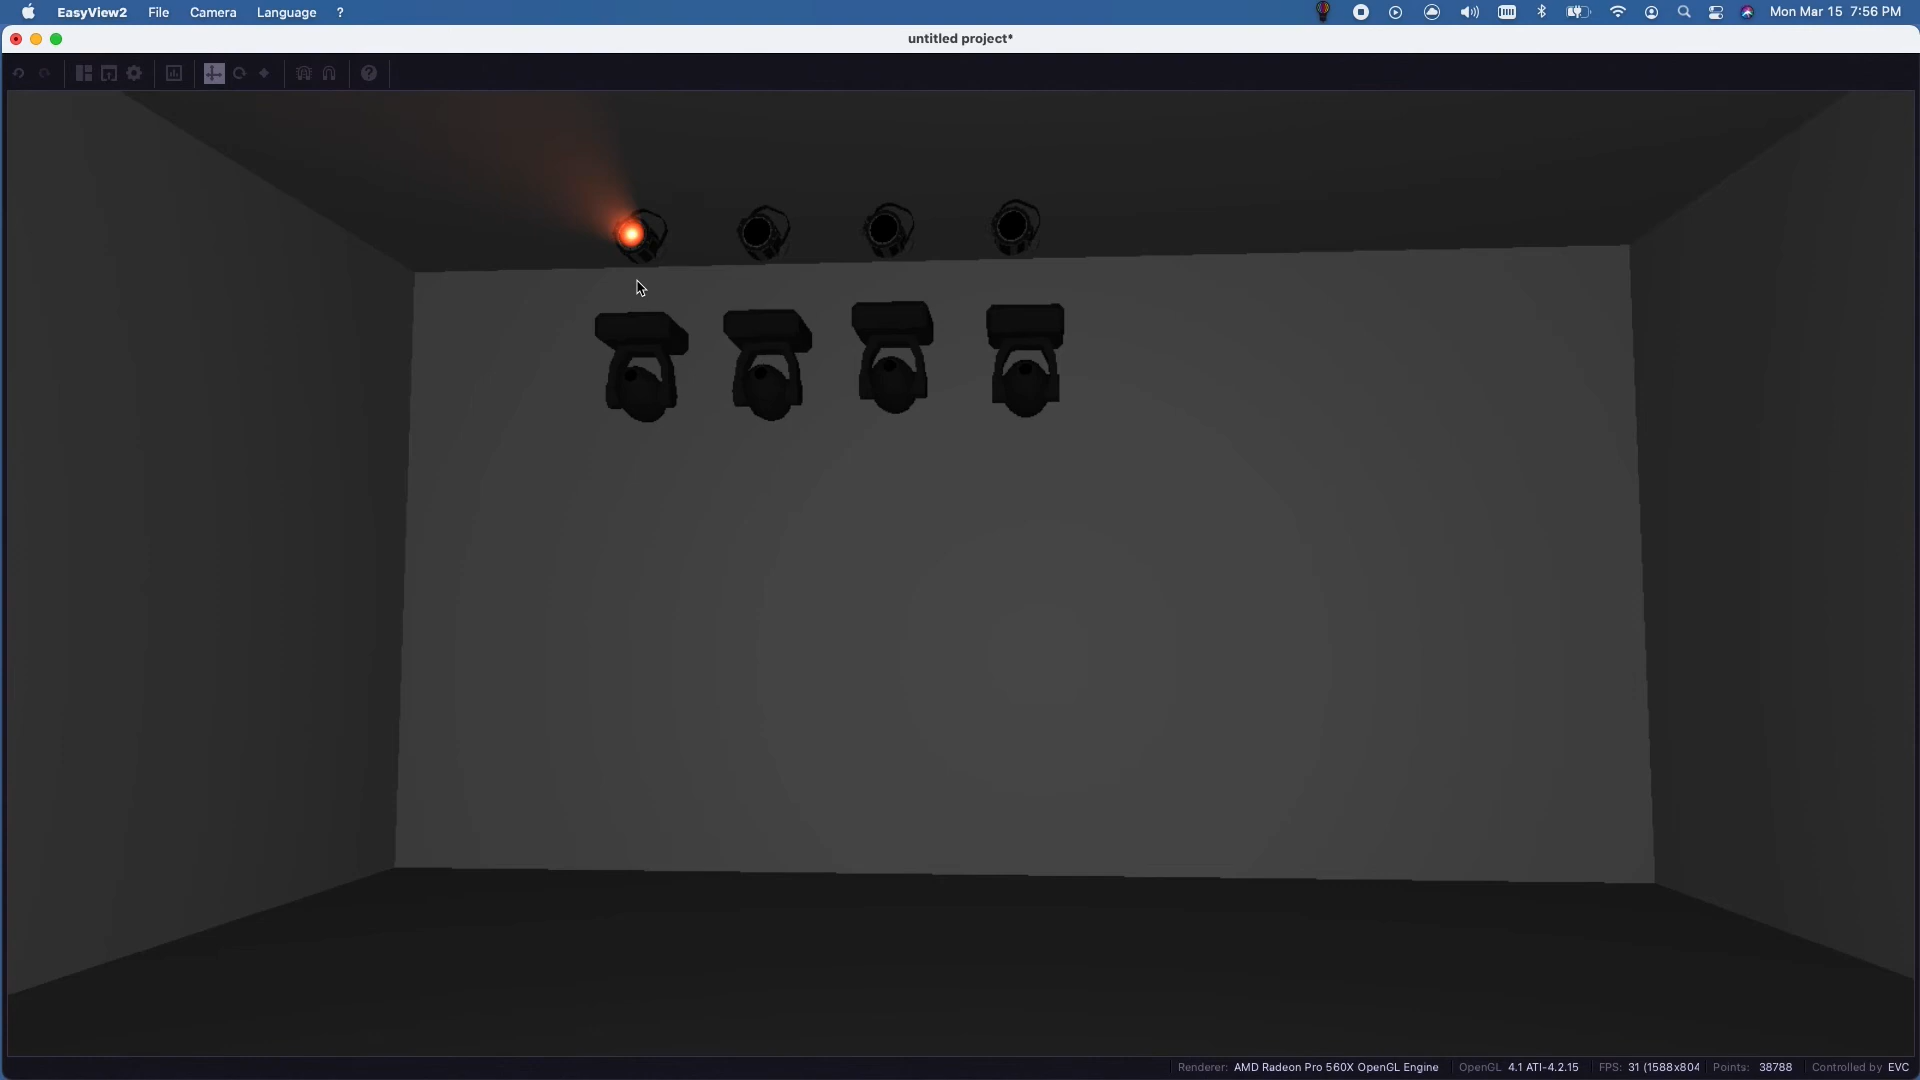 EasyView2 File Camera Language ? Mon Mar 15 7:56 PM
untitled project*
Renderer: AMD Radeon Pro 560X OpenGL Engine OpenGL 4.1 ATI-4.2.15 FPS: 31 (1588x804 Points: 38788 Controlled by EVC